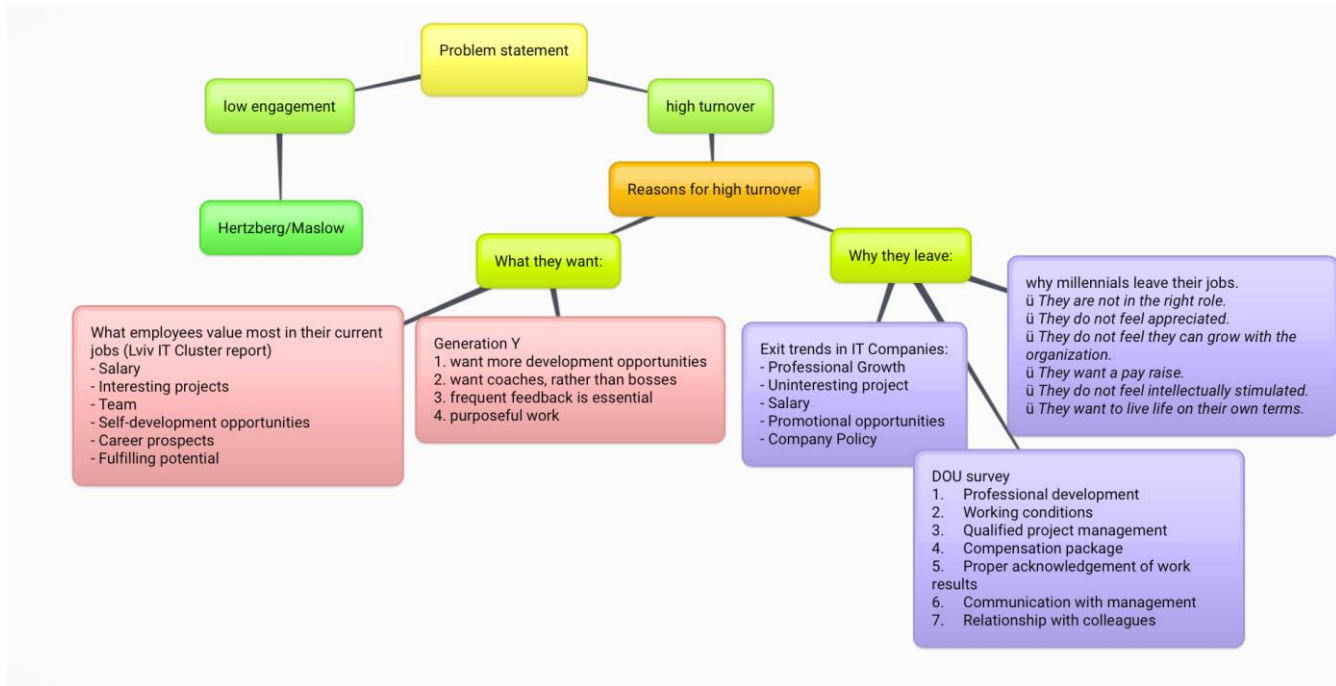 Problem statement
low engagement
high turnover
Hertzberg/Maslow
Reasons for high turnover
What they want:
Why they leave:
What employees value most in their current
jobs (Lviv IT Cluster report)
- Salary
- Interesting projects
- Team
- Self-development opportunities
- Career prospects
- Fulfilling potential
Generation Y
1. want more development opportunities
2. want coaches, rather than bosses
3. frequent feedback is essential
4. purposeful work
Exit trends in IT Companies:
- Professional Growth
- Uninteresting project
- Salary
- Promotional opportunities
- Company Policy
why millennials leave their jobs.
ü They are not in the right role.
ü They do not feel appreciated.
ü They do not feel they can grow with the
organization.
ü They want a pay raise.
ü They do not feel intellectually stimulated.
ü They want to live life on their own terms.
DOU survey
1. Professional development
2. Working conditions
3. Qualified project management
4. Compensation package
5. Proper acknowledgement of work
results
6. Communication with management
7. Relationship with colleagues